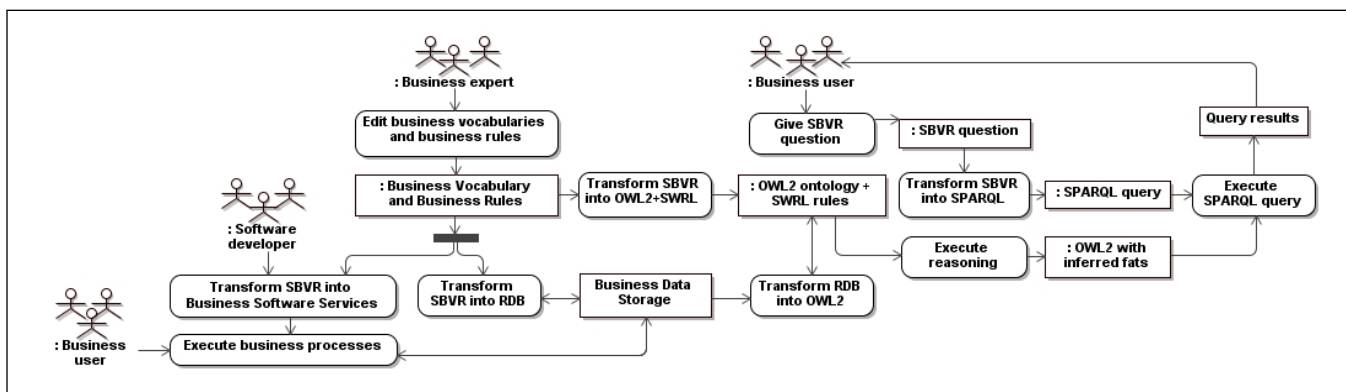 : Business expert
: Business user
Edit business vocabularies
and business rules
Give SBVR
question
: SBVR question
Query results
: Business Vocabulary
and Business Rules
Transform SBVR
into OWL2+SWRL
: OWL2 ontology +
SWRL rules
Transform SBVR
into SPARQL
: SPARQL query
Execute
SPARQL query
: Software
developer
Execute
reasoning
: OWL2 with
inferred fats
Transform SBVR into
Business Software Services
Transform
SBVR into RDB
Business Data
Storage
Transform RDB
into OWL2
: Business
user
Execute business processes